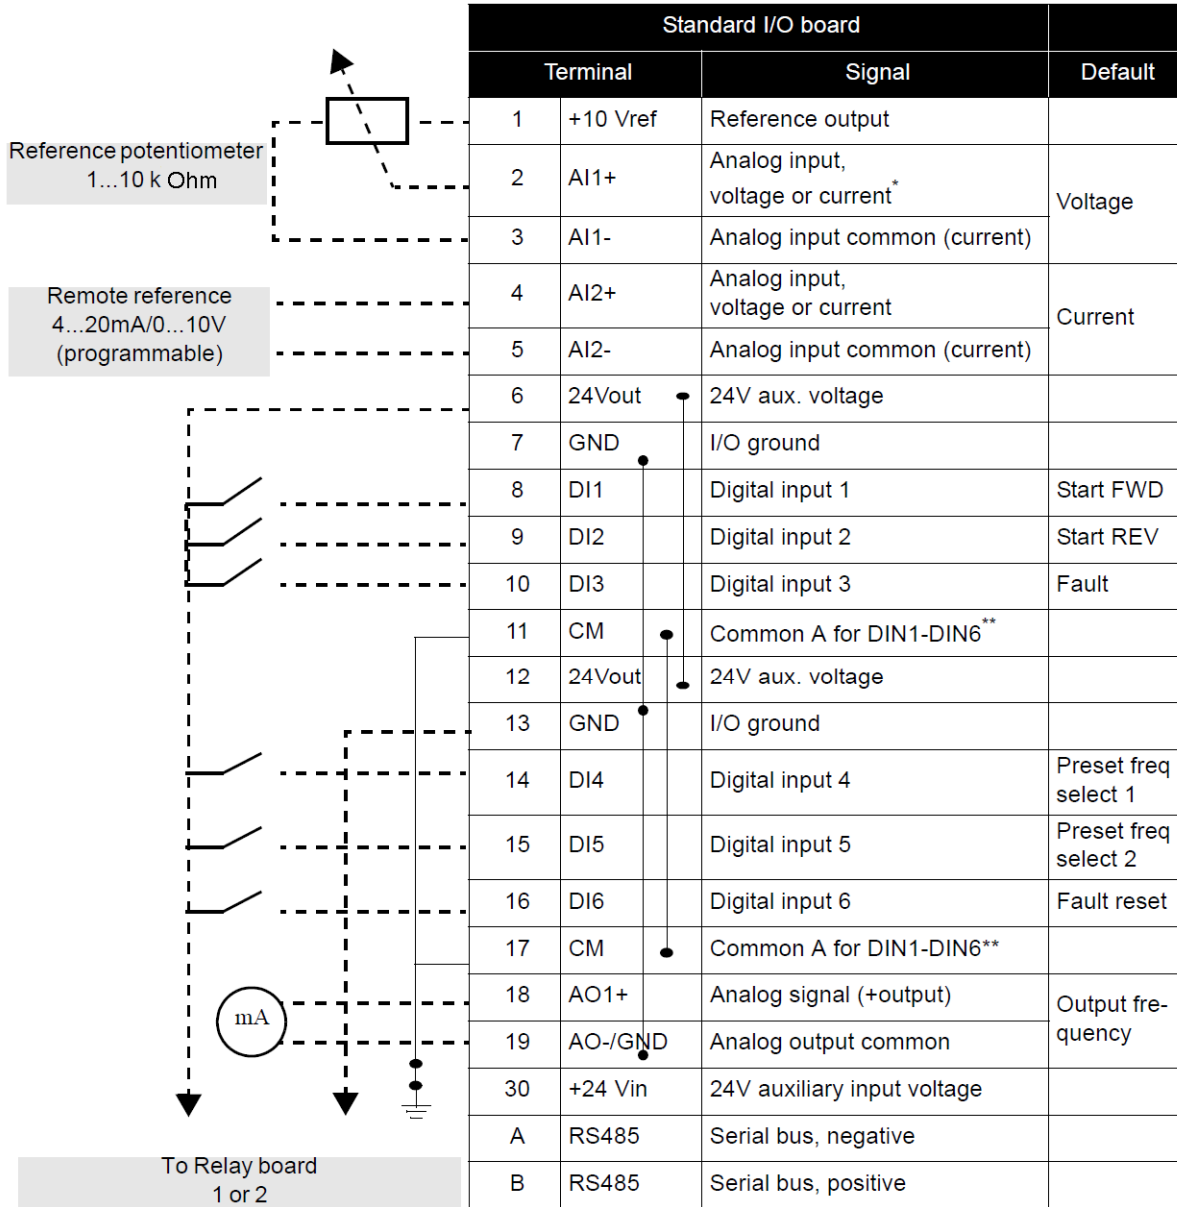 Standard I/O board
Terminal Signal Default
1 +10 Vref Reference output
Reference potentiometer
1...10 k Ohm
2 AI1+ Analog input,
voltage or current*
Voltage
3 AI1- Analog input common (current)
Remote reference
4...20mA/0...10V
(programmable)
4 AI2+ Analog input,
voltage or current
Current
5 AI2- Analog input common (current)
6 24Vout 24V aux. voltage
7 GND I/O ground
8 DI1 Digital input 1 Start FWD
9 DI2 Digital input 2 Start REV
10 DI3 Digital input 3 Fault
11 CM Common A for DIN1-DIN6**
12 24Vout 24V aux. voltage
13 GND I/O ground
14 DI4 Digital input 4 Preset freq
select 1
15 DI5 Digital input 5 Preset freq
select 2
16 DI6 Digital input 6 Fault reset
17 CM Common A for DIN1-DIN6**
mA
18 AO1+ Analog signal (+output)
Output fre-
quency
19 AO-/GND Analog output common
30 +24 Vin 24V auxiliary input voltage
A RS485 Serial bus, negative
To Relay board
1 or 2
B RS485 Serial bus, positive